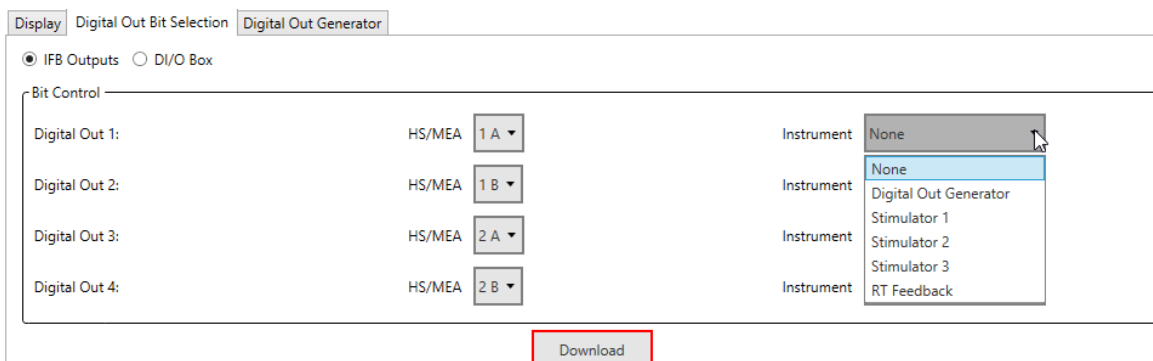 Display Digital Out Bit Selection Digital Out Generator
IFB Outputs DI/O Box
Bit Control
Digital Out 1: HS/MEA 1 A Instrument None
None
Digital Out 2: HS/MEA 1 B Instrument
Digital Out Generator
Stimulator 1
Digital Out 3: HS/MEA 2 A Instrument
Stimulator 2
Stimulator 3
Digital Out 4: HS/MEA 2 B Instrument
RT Feedback
Download